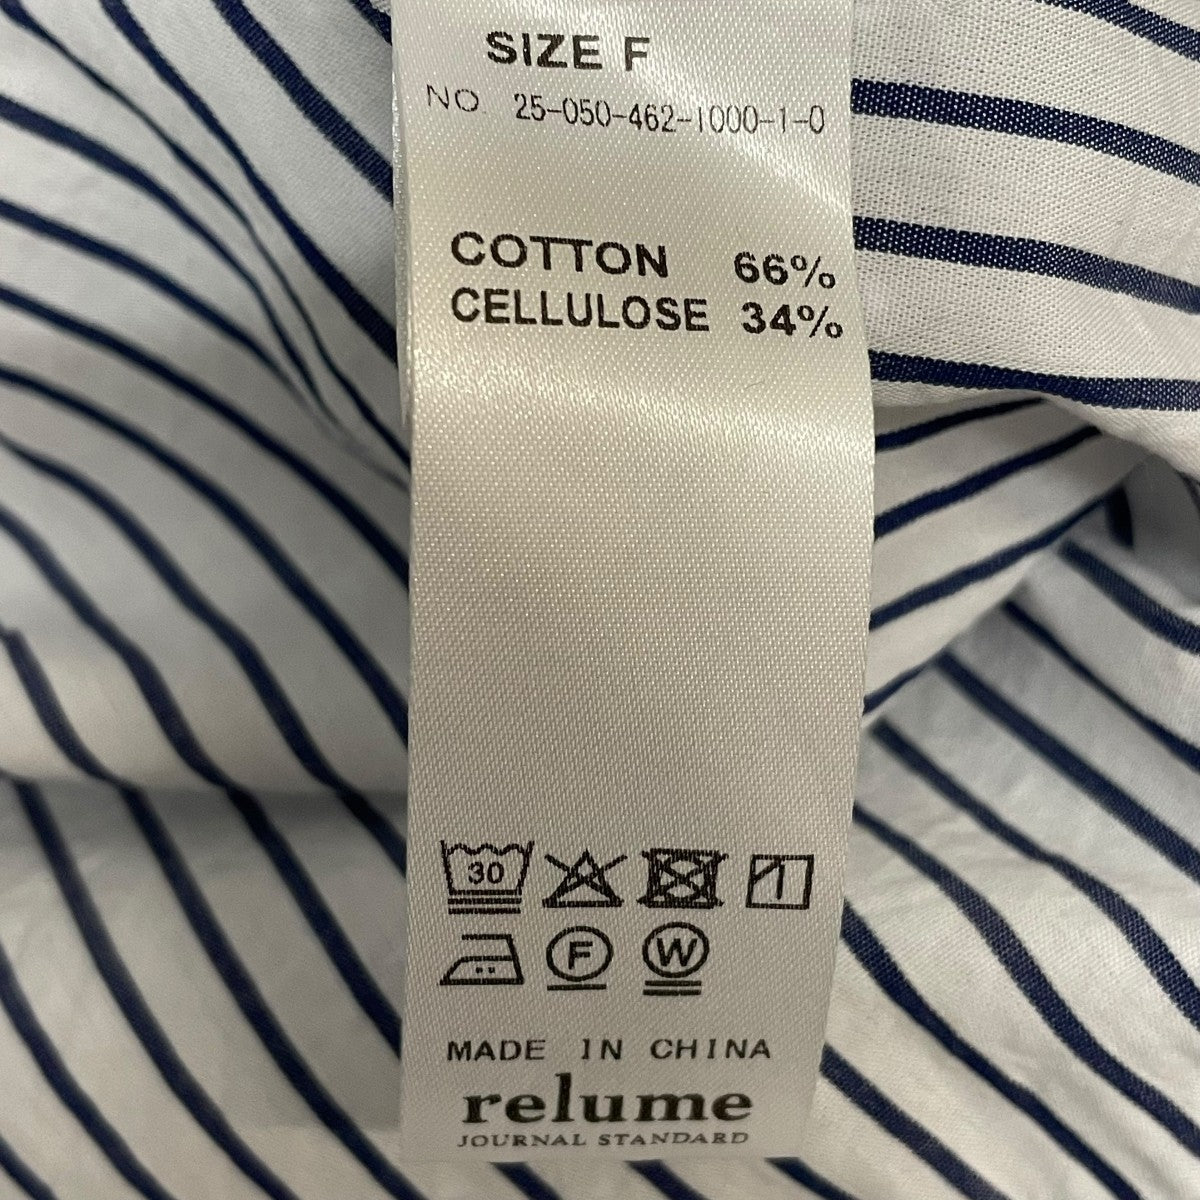 SIZE F
NO 25-050-462-1000-1-0
COTTON 66%
CELLULOSE 34%
30
F W
MADE IN CHINA
relume
JOURNAL STANDARD